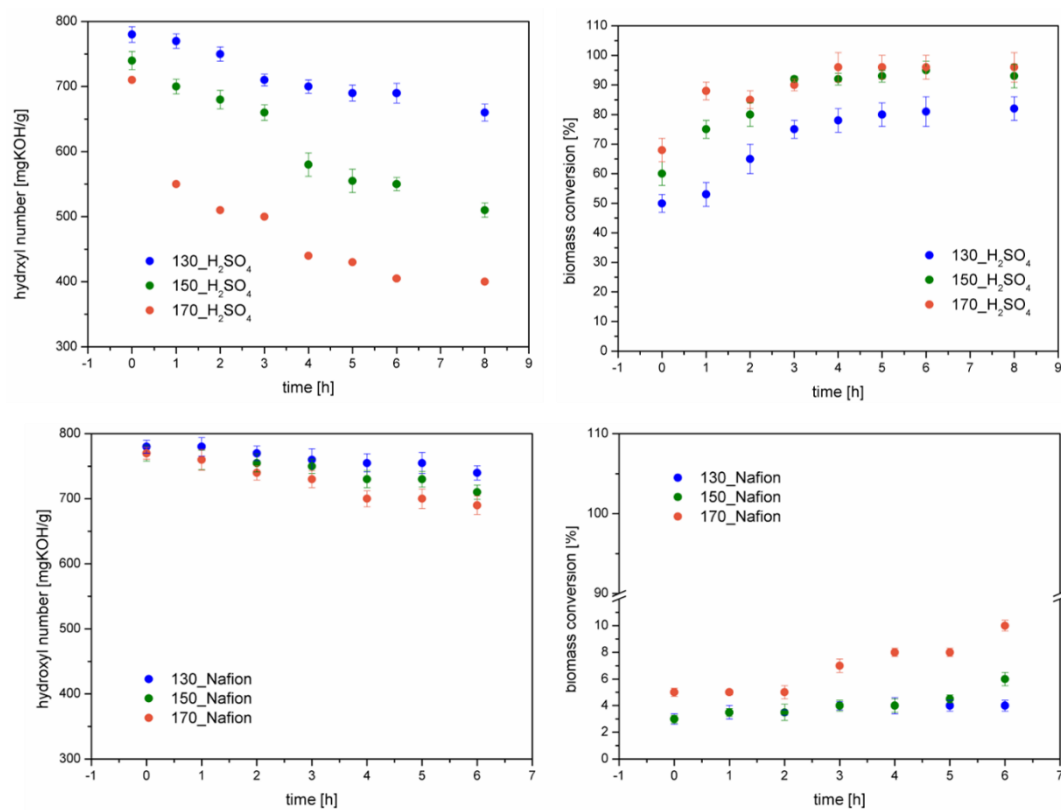 800
700
600
500
400
300
hydrxyl number [mgKOH/g]
130_H₂SO₄
150_H₂SO₄
170_H₂SO₄
-1 0 1 2 3 4 5 6 7 8 9
time [h]
110
100
90
80
70
60
50
40
30
20
10
0
biomass conversion [%]
130_H₂SO₄
150_H₂SO₄
170_H₂SO₄
-1 0 1 2 3 4 5 6 7 8 9
time [h]
800
700
600
500
400
300
hydroxyl number [mgKOH/g]
130_Nafion
150_Nafion
170_Nafion
-1 0 1 2 3 4 5 6 7
time [h]
110
100
90
10
8
6
4
2
0
biomass conversion [%]
130_Nafion
150_Nafion
170_Nafion
-1 0 1 2 3 4 5 6 7
time [h]